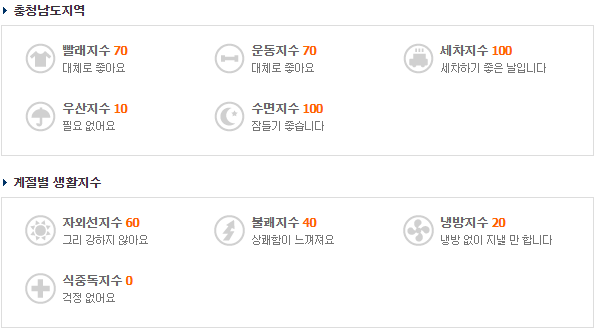 충청남도지역
빨래지수 70
대체로 좋아요
운동지수 70
대체로 좋아요
세차지수 100
세차하기 좋은 날입니다
우산지수 10
필요 없어요
수면지수 100
잠들기 좋습니다
계절별 생활지수
자외선지수 60
그리 강하지 않아요
불쾌지수 40
상쾌함이 느껴져요
냉방지수 20
냉방 없이 지낼 만 합니다
식중독지수 0
걱정 없어요